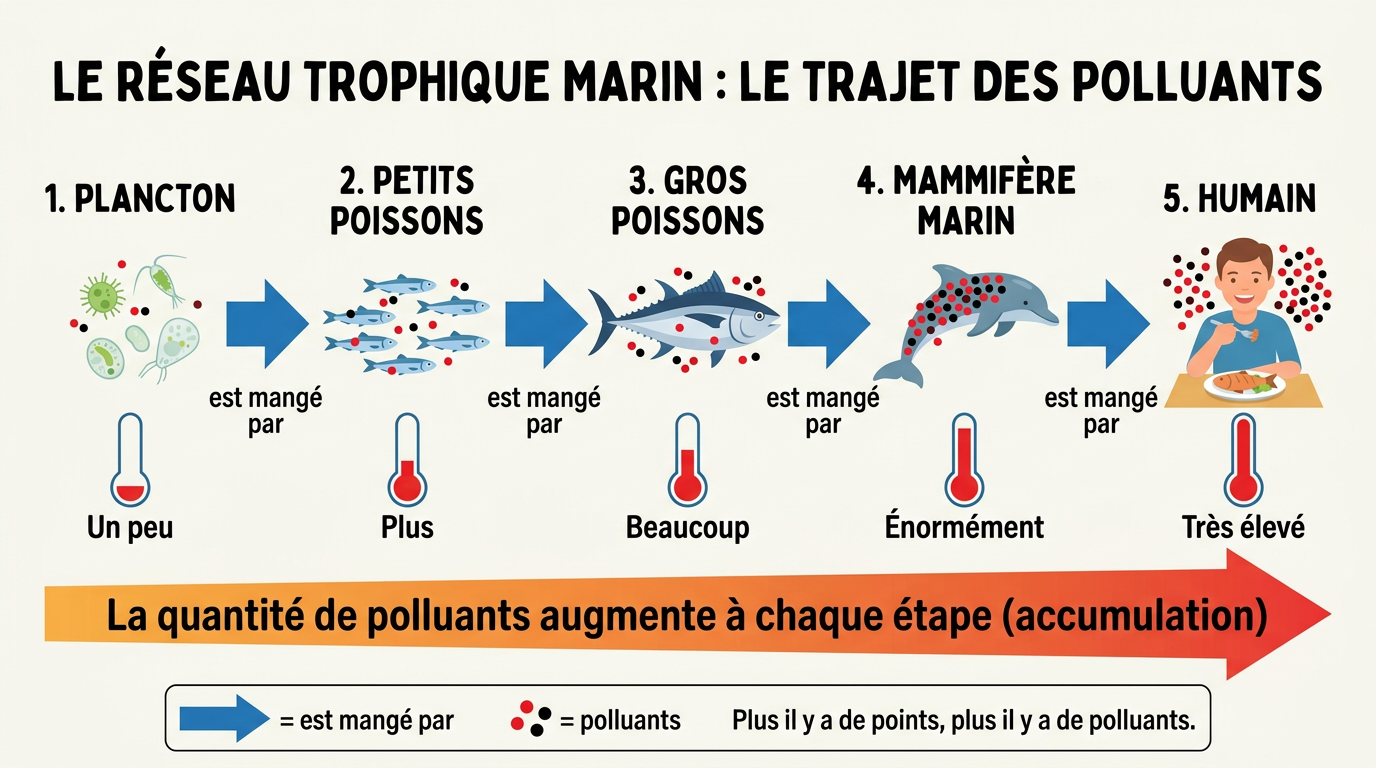 LE RÉSEAU TROPHIQUE MARIN : LE TRAJET DES POLLUANTS
1. PLANCTON
2. PETITS
POISSONS
3. GROS
POISSONS
4. MAMMIFÈRE
MARIN
5. HUMAIN
est mangé
par
est mangé
par
est mangé
par
est mangé
par
Un peu
Plus
Beaucoup
Énormément
Très élevé
La quantité de polluants augmente à chaque étape (accumulation)
= est mangé par
= polluants
Plus il y a de points, plus il y a de polluants.